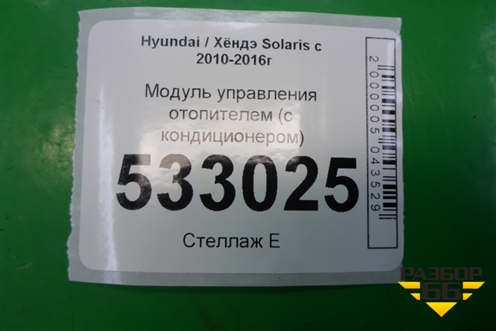 Hyundai / Хёндэ Solaris с
2010-2016г
Модуль управления
отопителем (с
кондиционером)
533025
Стеллаж Е
2000005043529
РАЗБОР
66